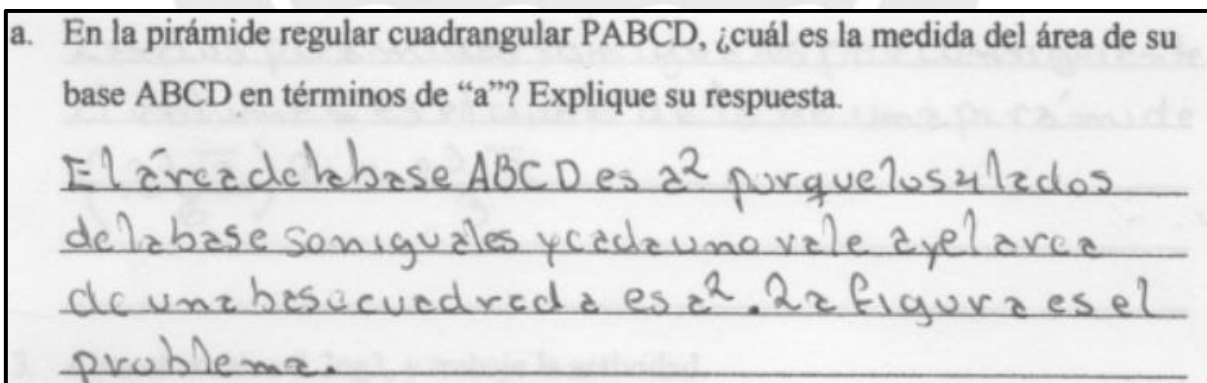 a. En la pirámide regular cuadrangular PABCD, ¿cuál es la medida del área de su
base ABCD en términos de “a”? Explique su respuesta.
El área de la base ABCD es a² porque los 4 lados
de la base son iguales y cada uno vale a y el area
de una base cuadrada es a². La figura es el
problema.